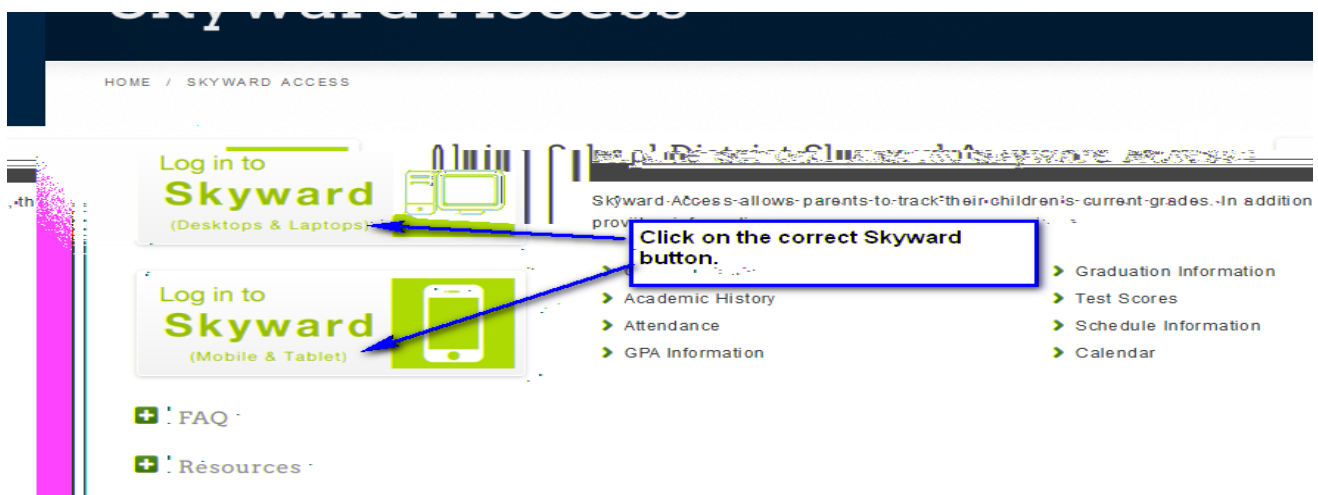 Skyward Access
HOME / SKYWARD ACCESS
Log in to
Skyward
(Desktops & Laptops)
Log in to
Skyward
(Mobile & Tablet)
FAQ
Resources
Skyward Access allows parents to track their children's current grades. In addition
Click on the correct Skyward
button.
Academic History
Attendance
GPA Information
Graduation Information
Test Scores
Schedule Information
Calendar